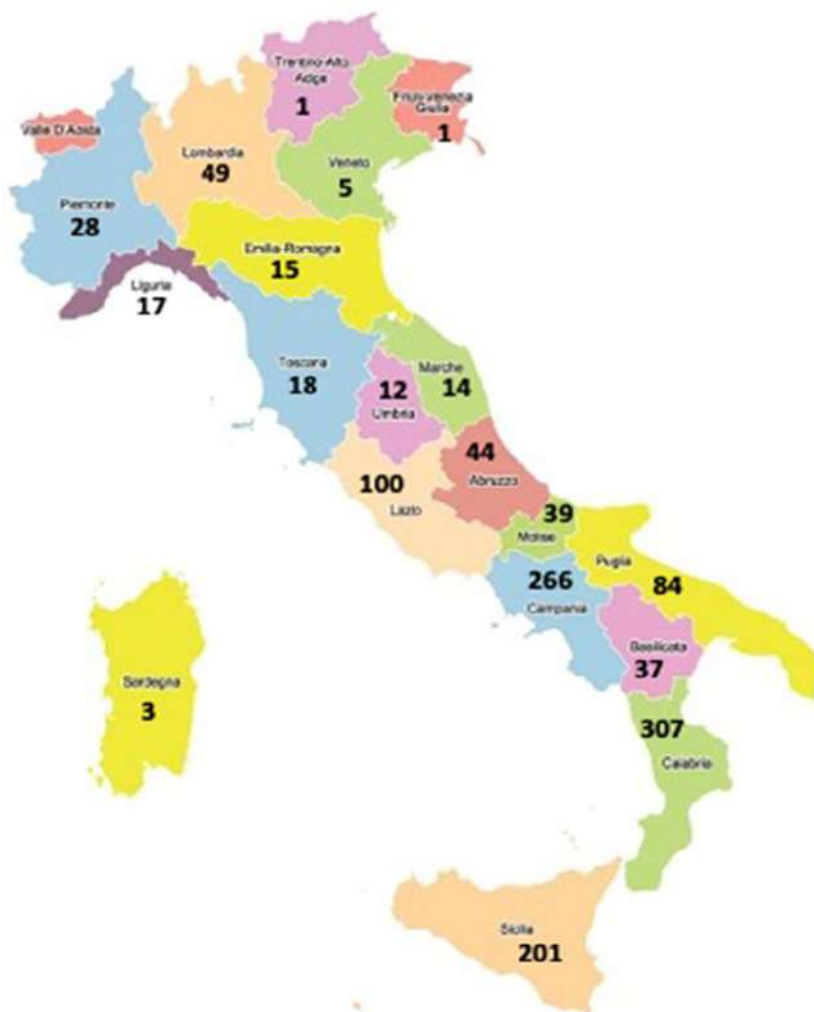 Trentino-Alto
Adige
1
Friuli-Venezia
Giulia
1
Valle D'Aosta
Lombardia
49
Veneto
5
Piemonte
28
Emilia-Romagna
15
Liguria
17
Toscana
18
12
Umbria
Marche
14
44
Abruzzo
100
Lazio
39
Molise
Puglia
84
266
Campania
Basilicata
37
Sardegna
3
307
Calabria
Sicilia
201